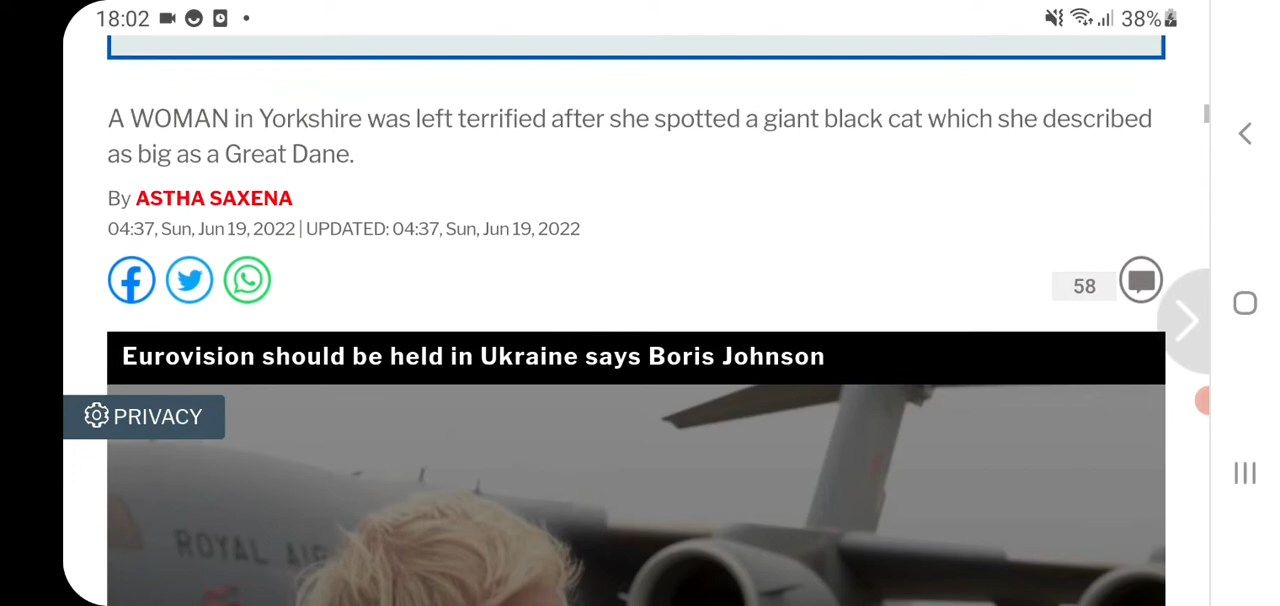 18:02 38%
A WOMAN in Yorkshire was left terrified after she spotted a giant black cat which she described
as big as a Great Dane.
By ASTHA SAXENA
04:37, Sun, Jun 19, 2022 | UPDATED: 04:37, Sun, Jun 19, 2022
58
Eurovision should be held in Ukraine says Boris Johnson
PRIVACY
ROYAL AIR